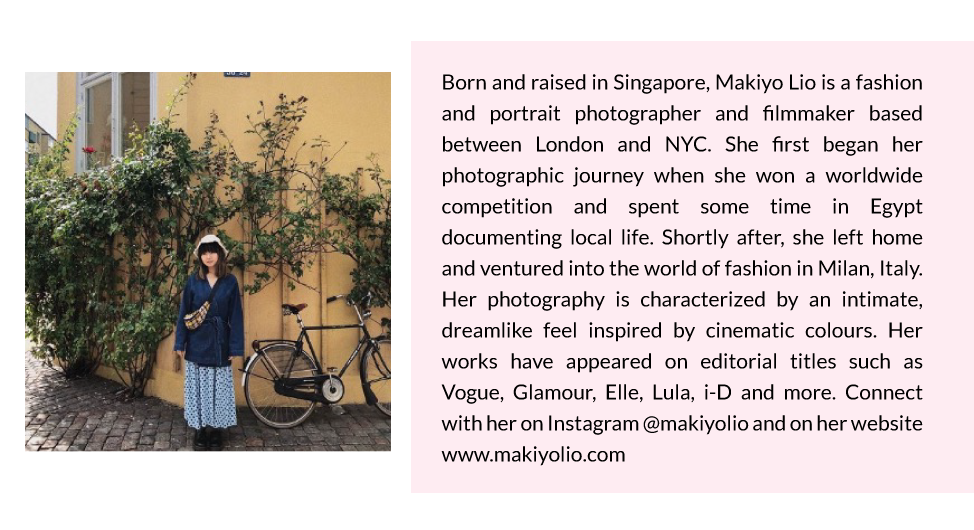 Born and raised in Singapore, Makiyo Lio is a fashion
and portrait photographer and filmmaker based
between London and NYC. She first began her
photographic journey when she won a worldwide
competition and spent some time in Egypt
documenting local life. Shortly after, she left home
and ventured into the world of fashion in Milan, Italy.
Her photography is characterized by an intimate,
dreamlike feel inspired by cinematic colours. Her
works have appeared on editorial titles such as
Vogue, Glamour, Elle, Lula, i-D and more. Connect
with her on Instagram @makiyolio and on her website
www.makiyolio.com